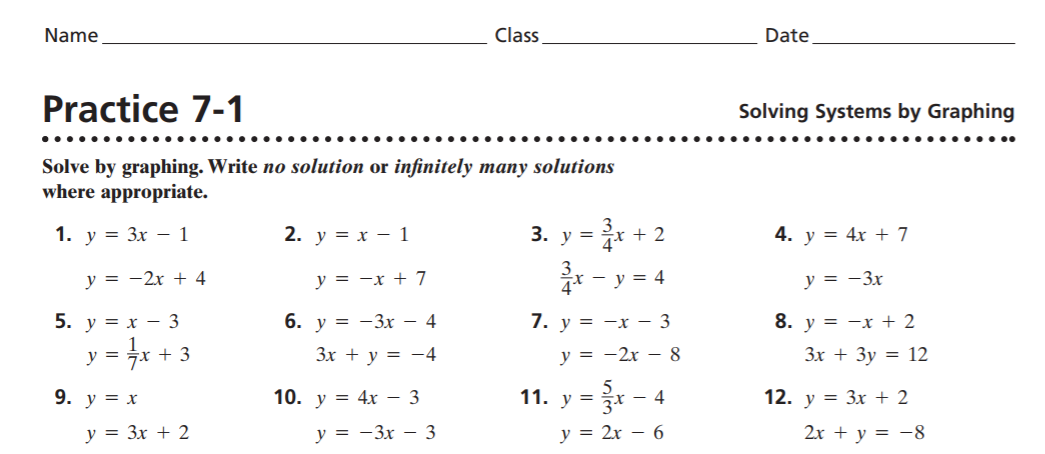 Name Class Date
Practice 7-1 Solving Systems by Graphing
Solve by graphing. Write no solution or infinitely many solutions
where appropriate.
1. y = 3x − 1 2. y = x − 1 3. y = 3/4x + 2 4. y = 4x + 7
y = −2x + 4 y = −x + 7 3/4x − y = 4 y = −3x
5. y = x − 3 6. y = −3x − 4 7. y = −x − 3 8. y = −x + 2
y = 1/7x + 3 3x + y = −4 y = −2x − 8 3x + 3y = 12
9. y = x 10. y = 4x − 3 11. y = 5/3x − 4 12. y = 3x + 2
y = 3x + 2 y = −3x − 3 y = 2x − 6 2x + y = −8